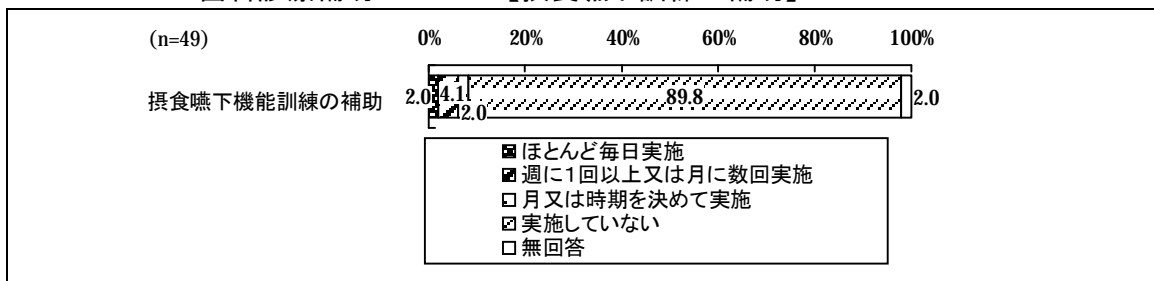 (n=49)
0% 20% 40% 60% 80% 100%
摂食嚥下機能訓練の補助 2.0 4.1 2.0 89.8 2.0
ほとんど毎日実施
週に1回以上又は月に数回実施
月又は時期を決めて実施
実施していない
無回答